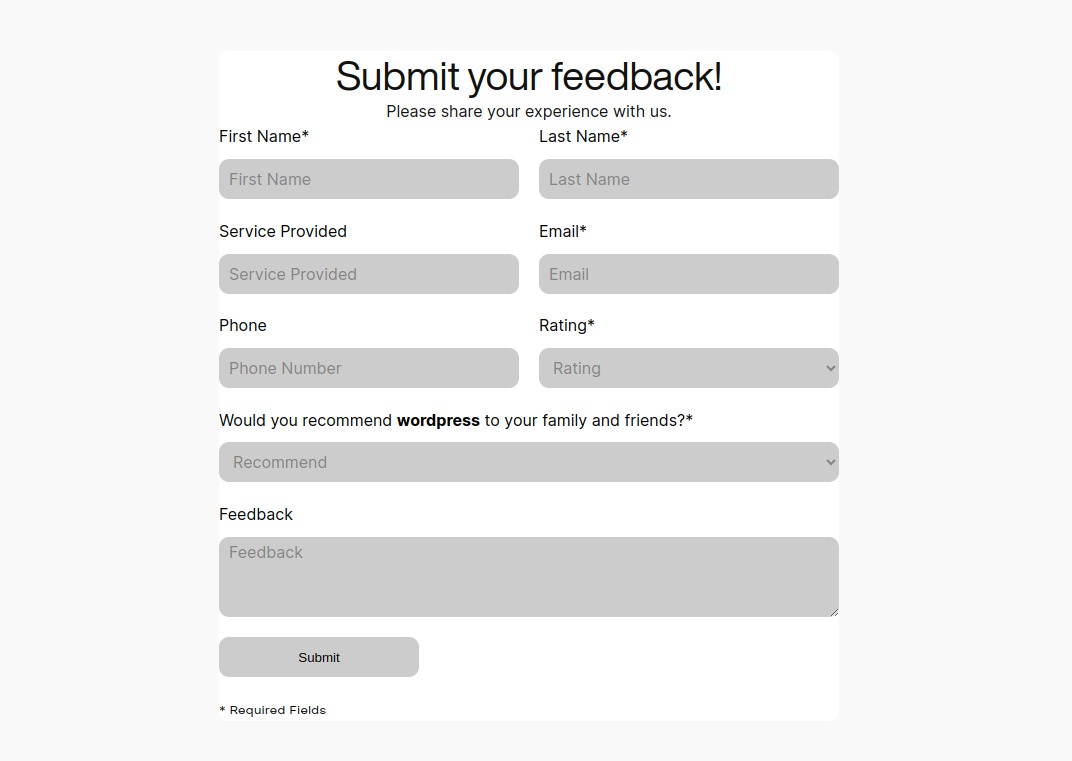 Submit your feedback!
Please share your experience with us.
First Name* Last Name*
First Name Last Name
Service Provided Email*
Service Provided Email
Phone Rating*
Phone Number Rating
Would you recommend wordpress to your family and friends?*
Recommend
Feedback
Feedback
Submit
* Required Fields